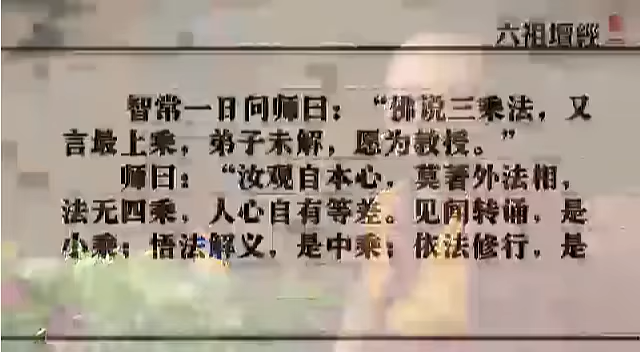 六祖壇經
智常一日问师曰：“佛说三乘法，又
言最上乘，弟子未解，愿为教授。”
师曰：“汝观自本心，莫著外法相，
法无四乘，人心自有等差。见闻转诵，是
小乘；悟法解义，是中乘；依法修行，是